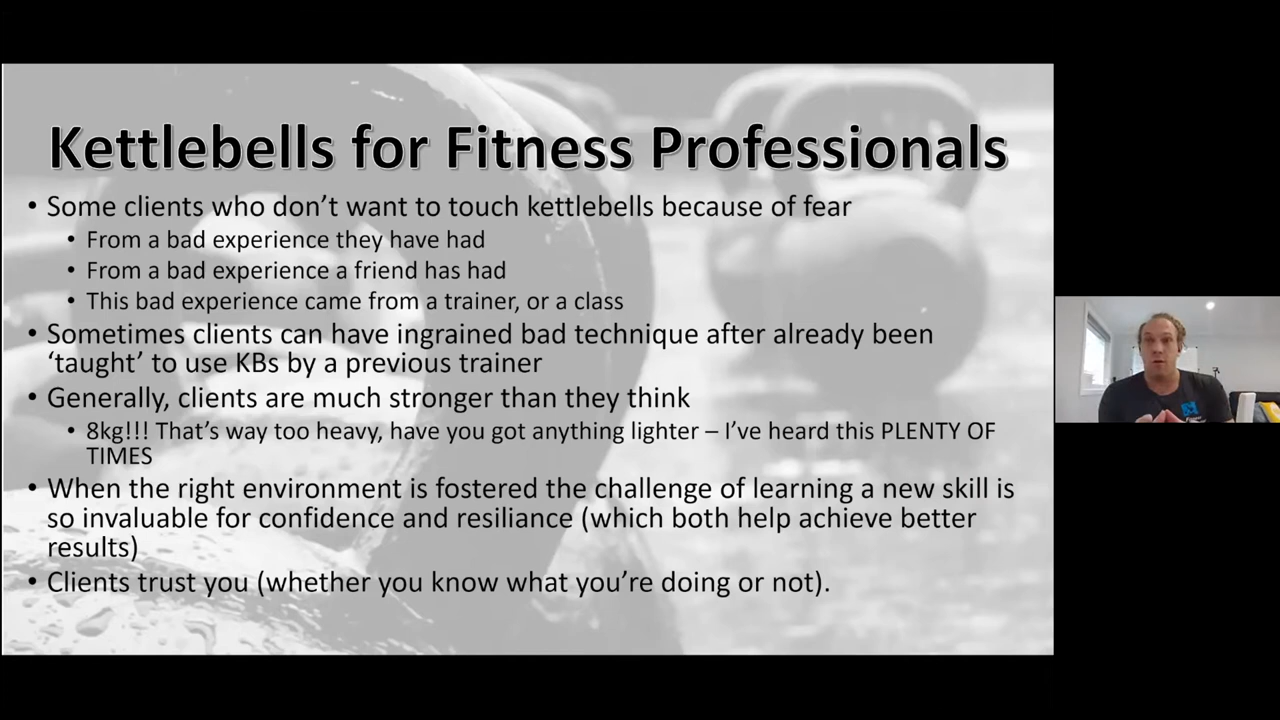 Kettlebells for Fitness Professionals
• Some clients who don’t want to touch kettlebells because of fear
• From a bad experience they have had
• From a bad experience a friend has had
• This bad experience came from a trainer, or a class
• Sometimes clients can have ingrained bad technique after already been
‘taught’ to use KBs by a previous trainer
• Generally, clients are much stronger than they think
• 8kg!!! That’s way too heavy, have you got anything lighter – I’ve heard this PLENTY OF
TIMES
• When the right environment is fostered the challenge of learning a new skill is
so invaluable for confidence and resiliance (which both help achieve better
results)
• Clients trust you (whether you know what you’re doing or not).